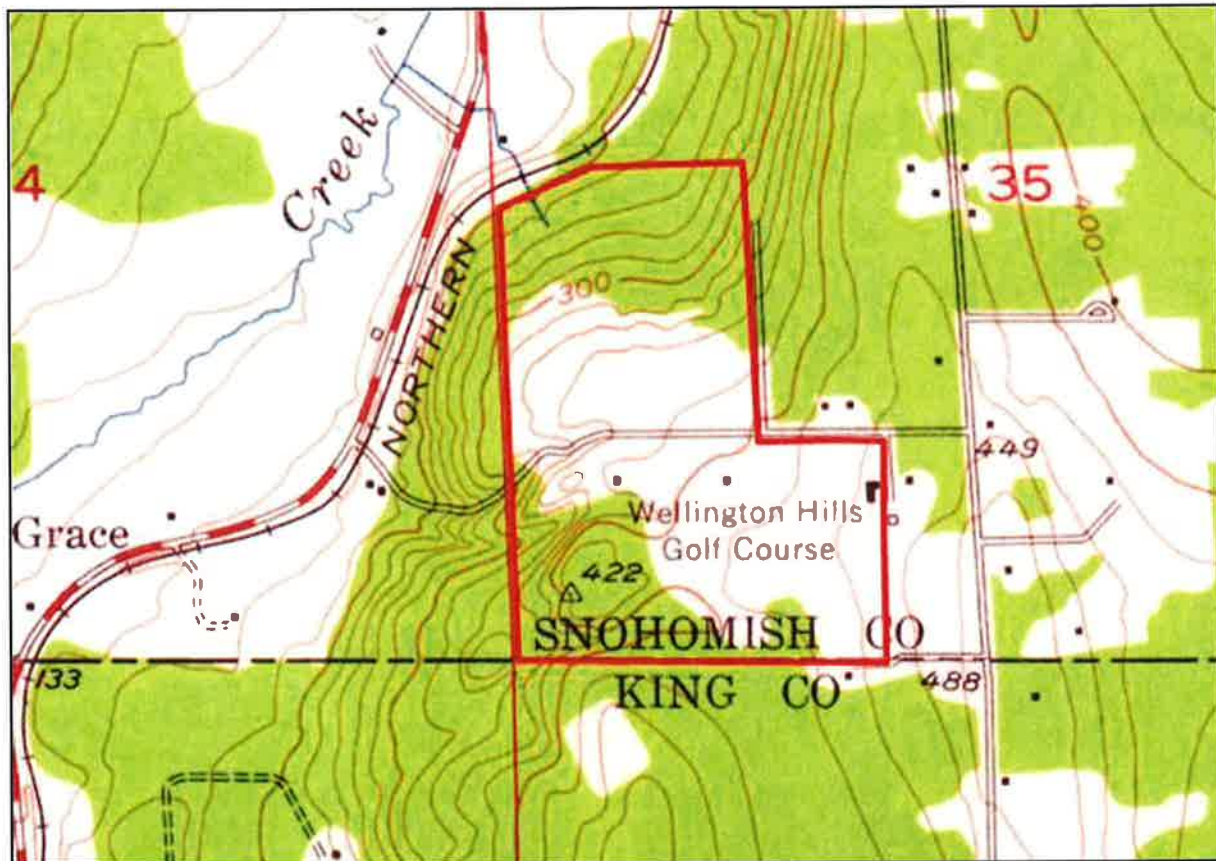 4
Creek
35
400
NORTHERN
300
449
Wellington Hills
Golf Course
Grace
422
SNOHOMISH CO
133
488
KING CO